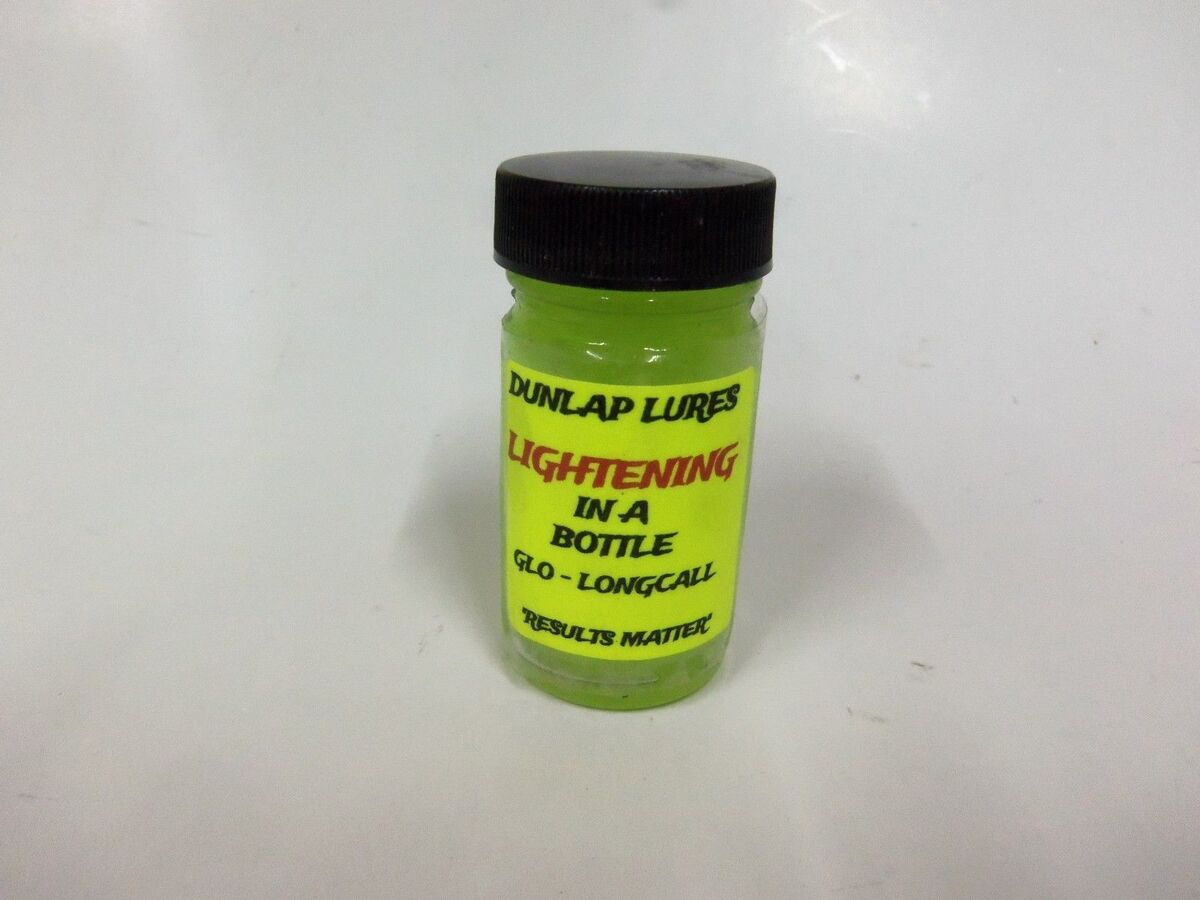 DUNLAP LURES
LIGHTENING
IN A
BOTTLE
GLO - LONGCALL
"RESULTS MATTER"